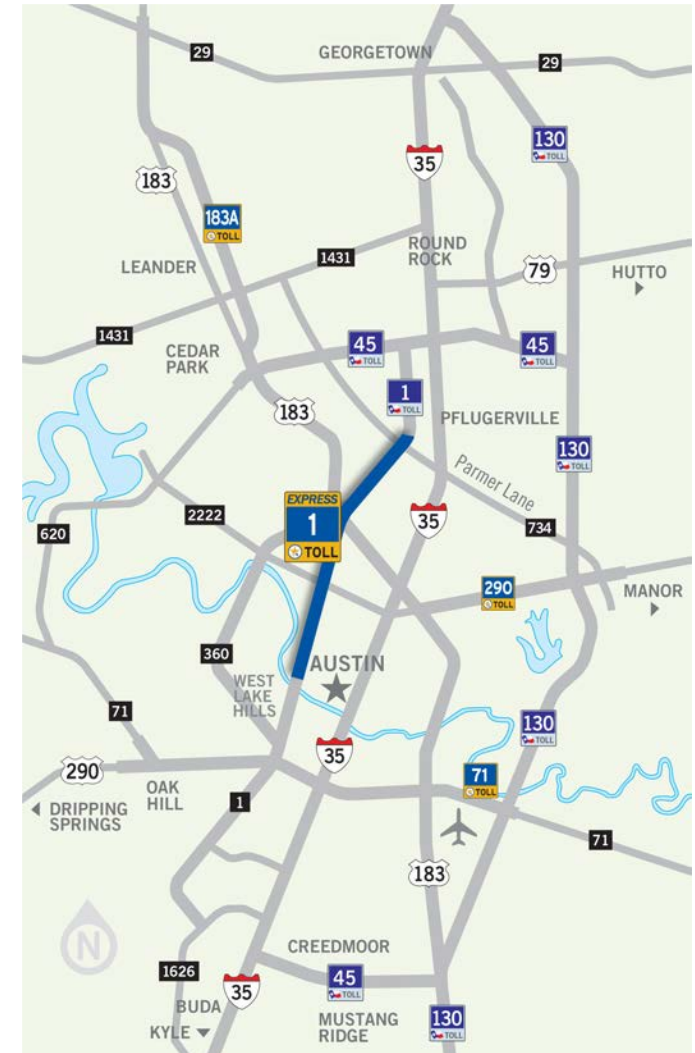 29
GEORGETOWN
29
130
TOLL
35
183
183A
TOLL
ROUND
ROCK
1431
LEANDER
79
HUTTO
1431
45
TOLL
45
TOLL
CEDAR
PARK
1
TOLL
183
PFLUGERVILLE
130
TOLL
Parmer Lane
EXPRESS
1
TOLL
2222
35
620
734
290
TOLL
MANOR
360
AUSTIN
WEST
LAKE
HILLS
71
130
TOLL
35
290
71
TOLL
OAK
HILL
1
DRIPPING
SPRINGS
71
183
N
CREEDMOOR
1626
35
45
TOLL
BUDA
KYLE
MUSTANG
RIDGE
130
TOLL